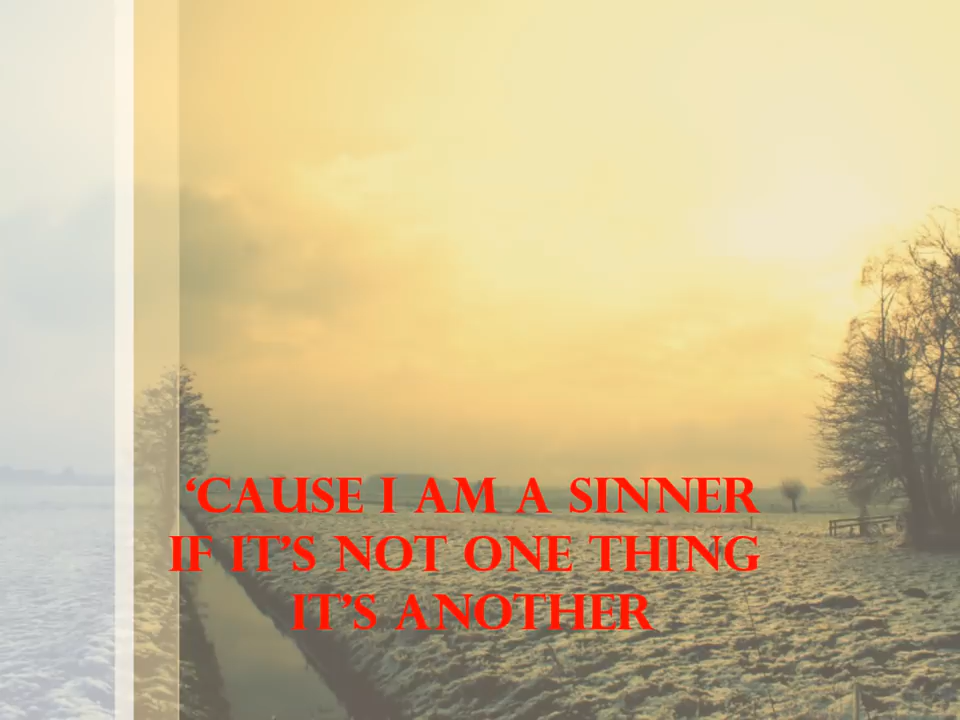 ‘CAUSE I AM A SINNER
IF IT’S NOT ONE THING
IT’S ANOTHER